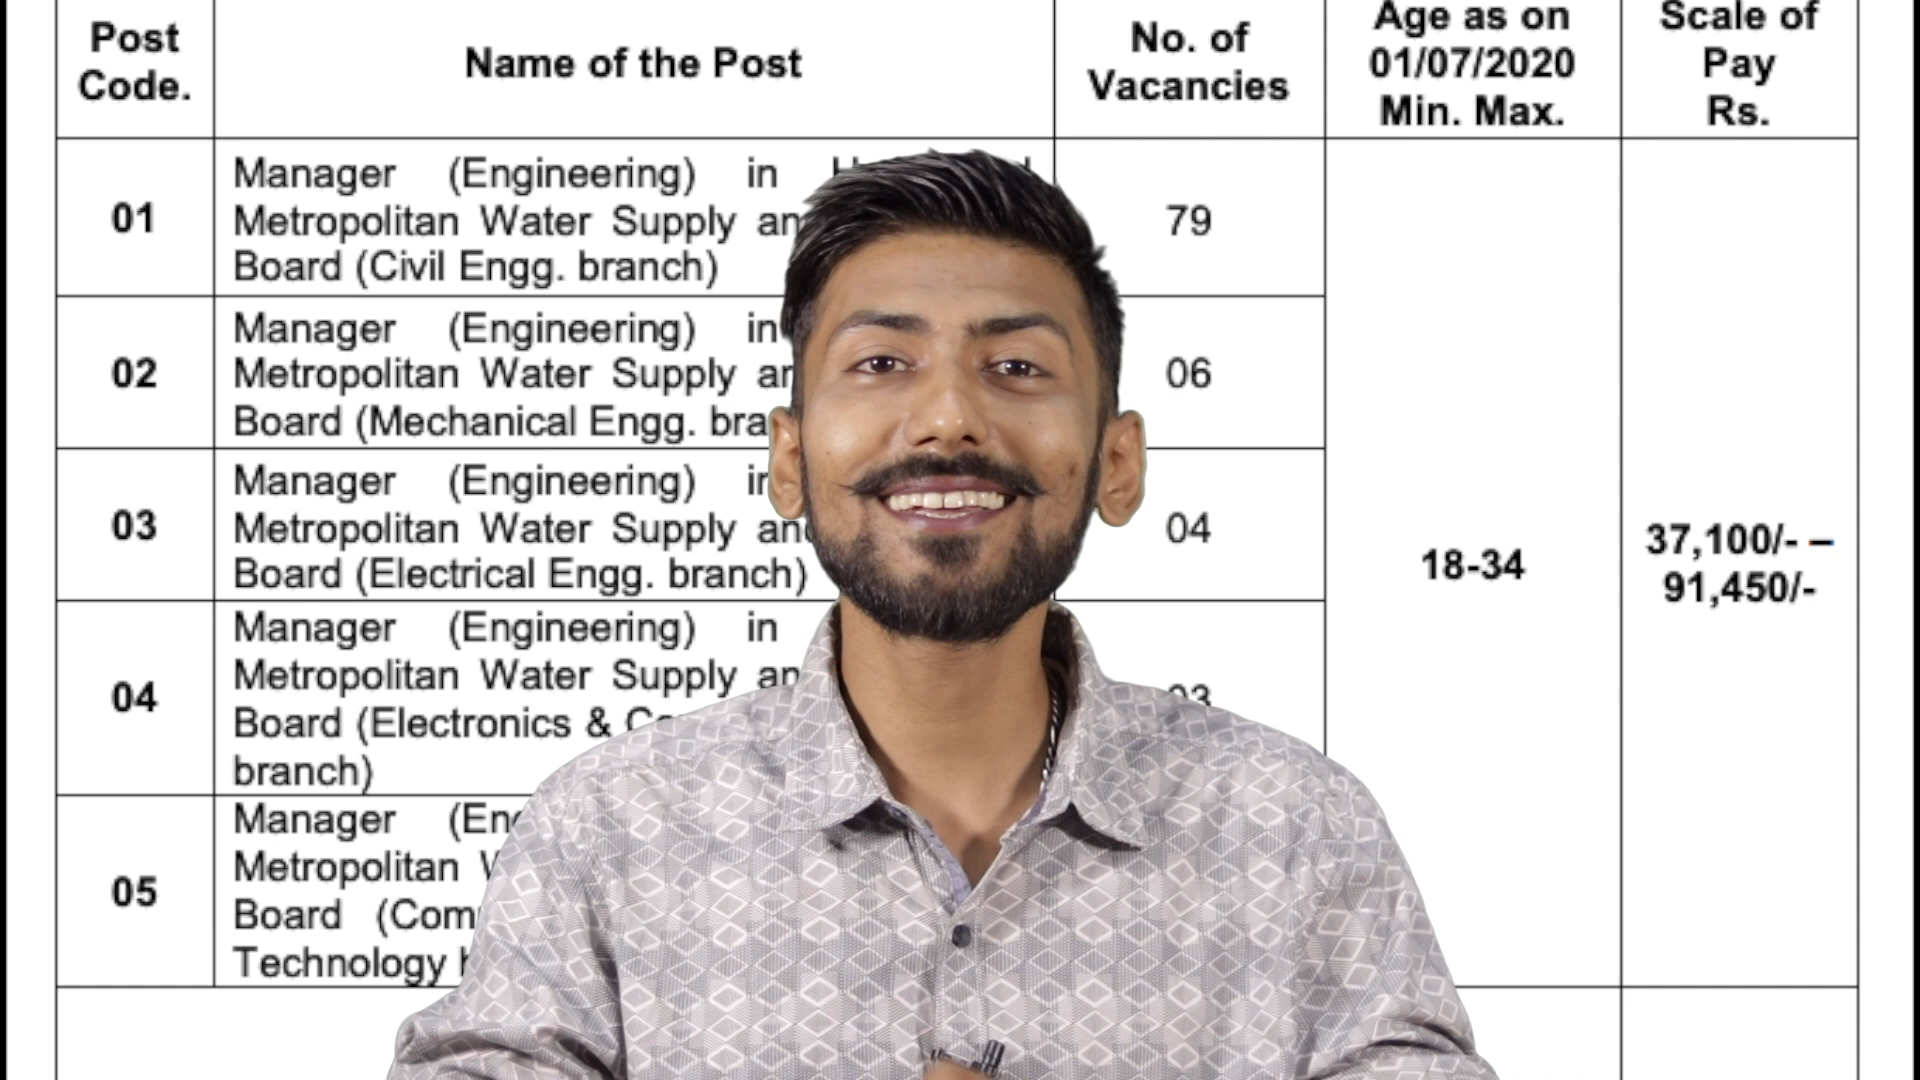 Post
Code.
Name of the Post
No. of
Vacancies
Age as on
01/07/2020
Min. Max.
Scale of
Pay
Rs.
01
Manager (Engineering) in
Metropolitan Water Supply
Board (Civil Engg. branch)
79
02
Manager (Engineering) in
Metropolitan Water Supply
Board (Mechanical Engg.
06
03
Manager (Engineering)
Metropolitan Water Supply
Board (Electrical Engg. branch)
04
04
Manager (Engineering) in
Metropolitan Water Supply
Board (Electronics &
branch)
03
05
Manager
Metropolitan
Board
Technology
18-34
37,100/- –
91,450/-